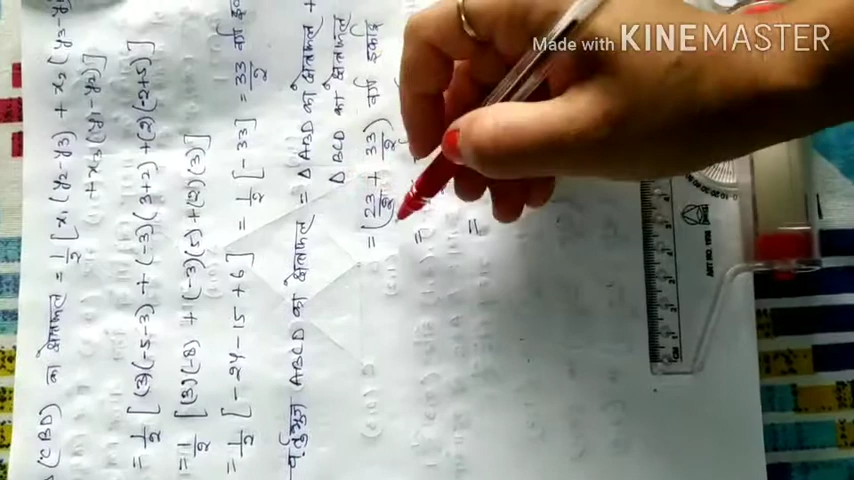 Made with KINEMASTER
(CBD) का क्षेत्रफल = 1/2 [x₁(y₂-y₃) + x₂(y₃-y
+ x₃(y₁-y₂)]
= 1/2 [(3)(-5-3) + (-3)(3+2) + (2)(-2+5)]
= 1/2 [(3)(-8) + (-3)(5) + (2)(3)]
= 1/2 [-24-15+6] = 1/2 [-33] = 33/2 वर्ग इका
चतुर्भुज ABCD का क्षेत्रफल = △ABD का क्षेत्रफल +
△BCD का क्षेत्रफल
= (23/2 + 33/2) वर्ग इकाई
=
=